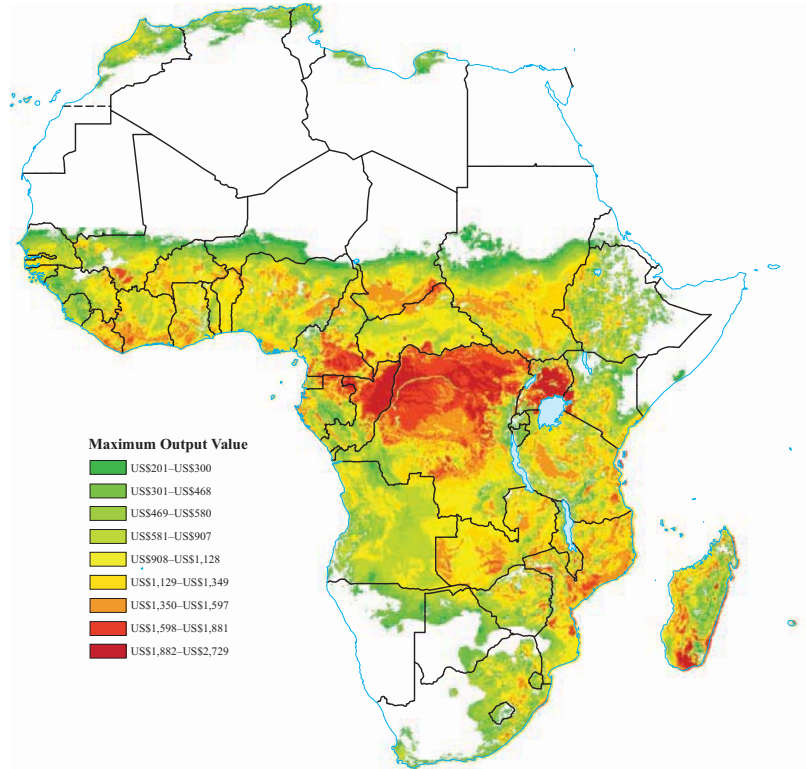 Maximum Output Value
US$201–US$300
US$301–US$468
US$469–US$580
US$581–US$907
US$908–US$1,128
US$1,129–US$1,349
US$1,350–US$1,597
US$1,598–US$1,881
US$1,882–US$2,729